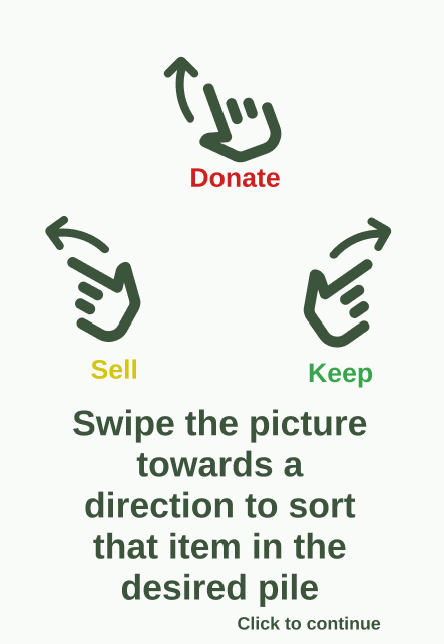 Donate
Sell
Keep
Swipe the picture
towards a
direction to sort
that item in the
desired pile
Click to continue